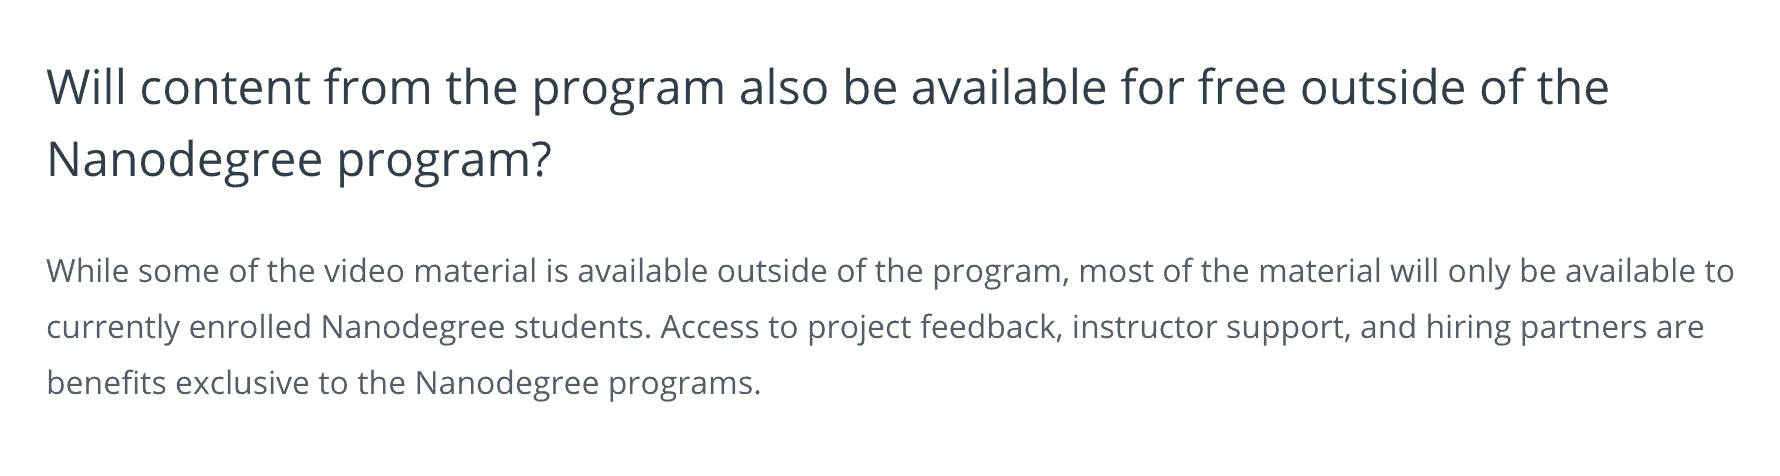 Will content from the program also be available for free outside of the
Nanodegree program?
While some of the video material is available outside of the program, most of the material will only be available to
currently enrolled Nanodegree students. Access to project feedback, instructor support, and hiring partners are
benefits exclusive to the Nanodegree programs.